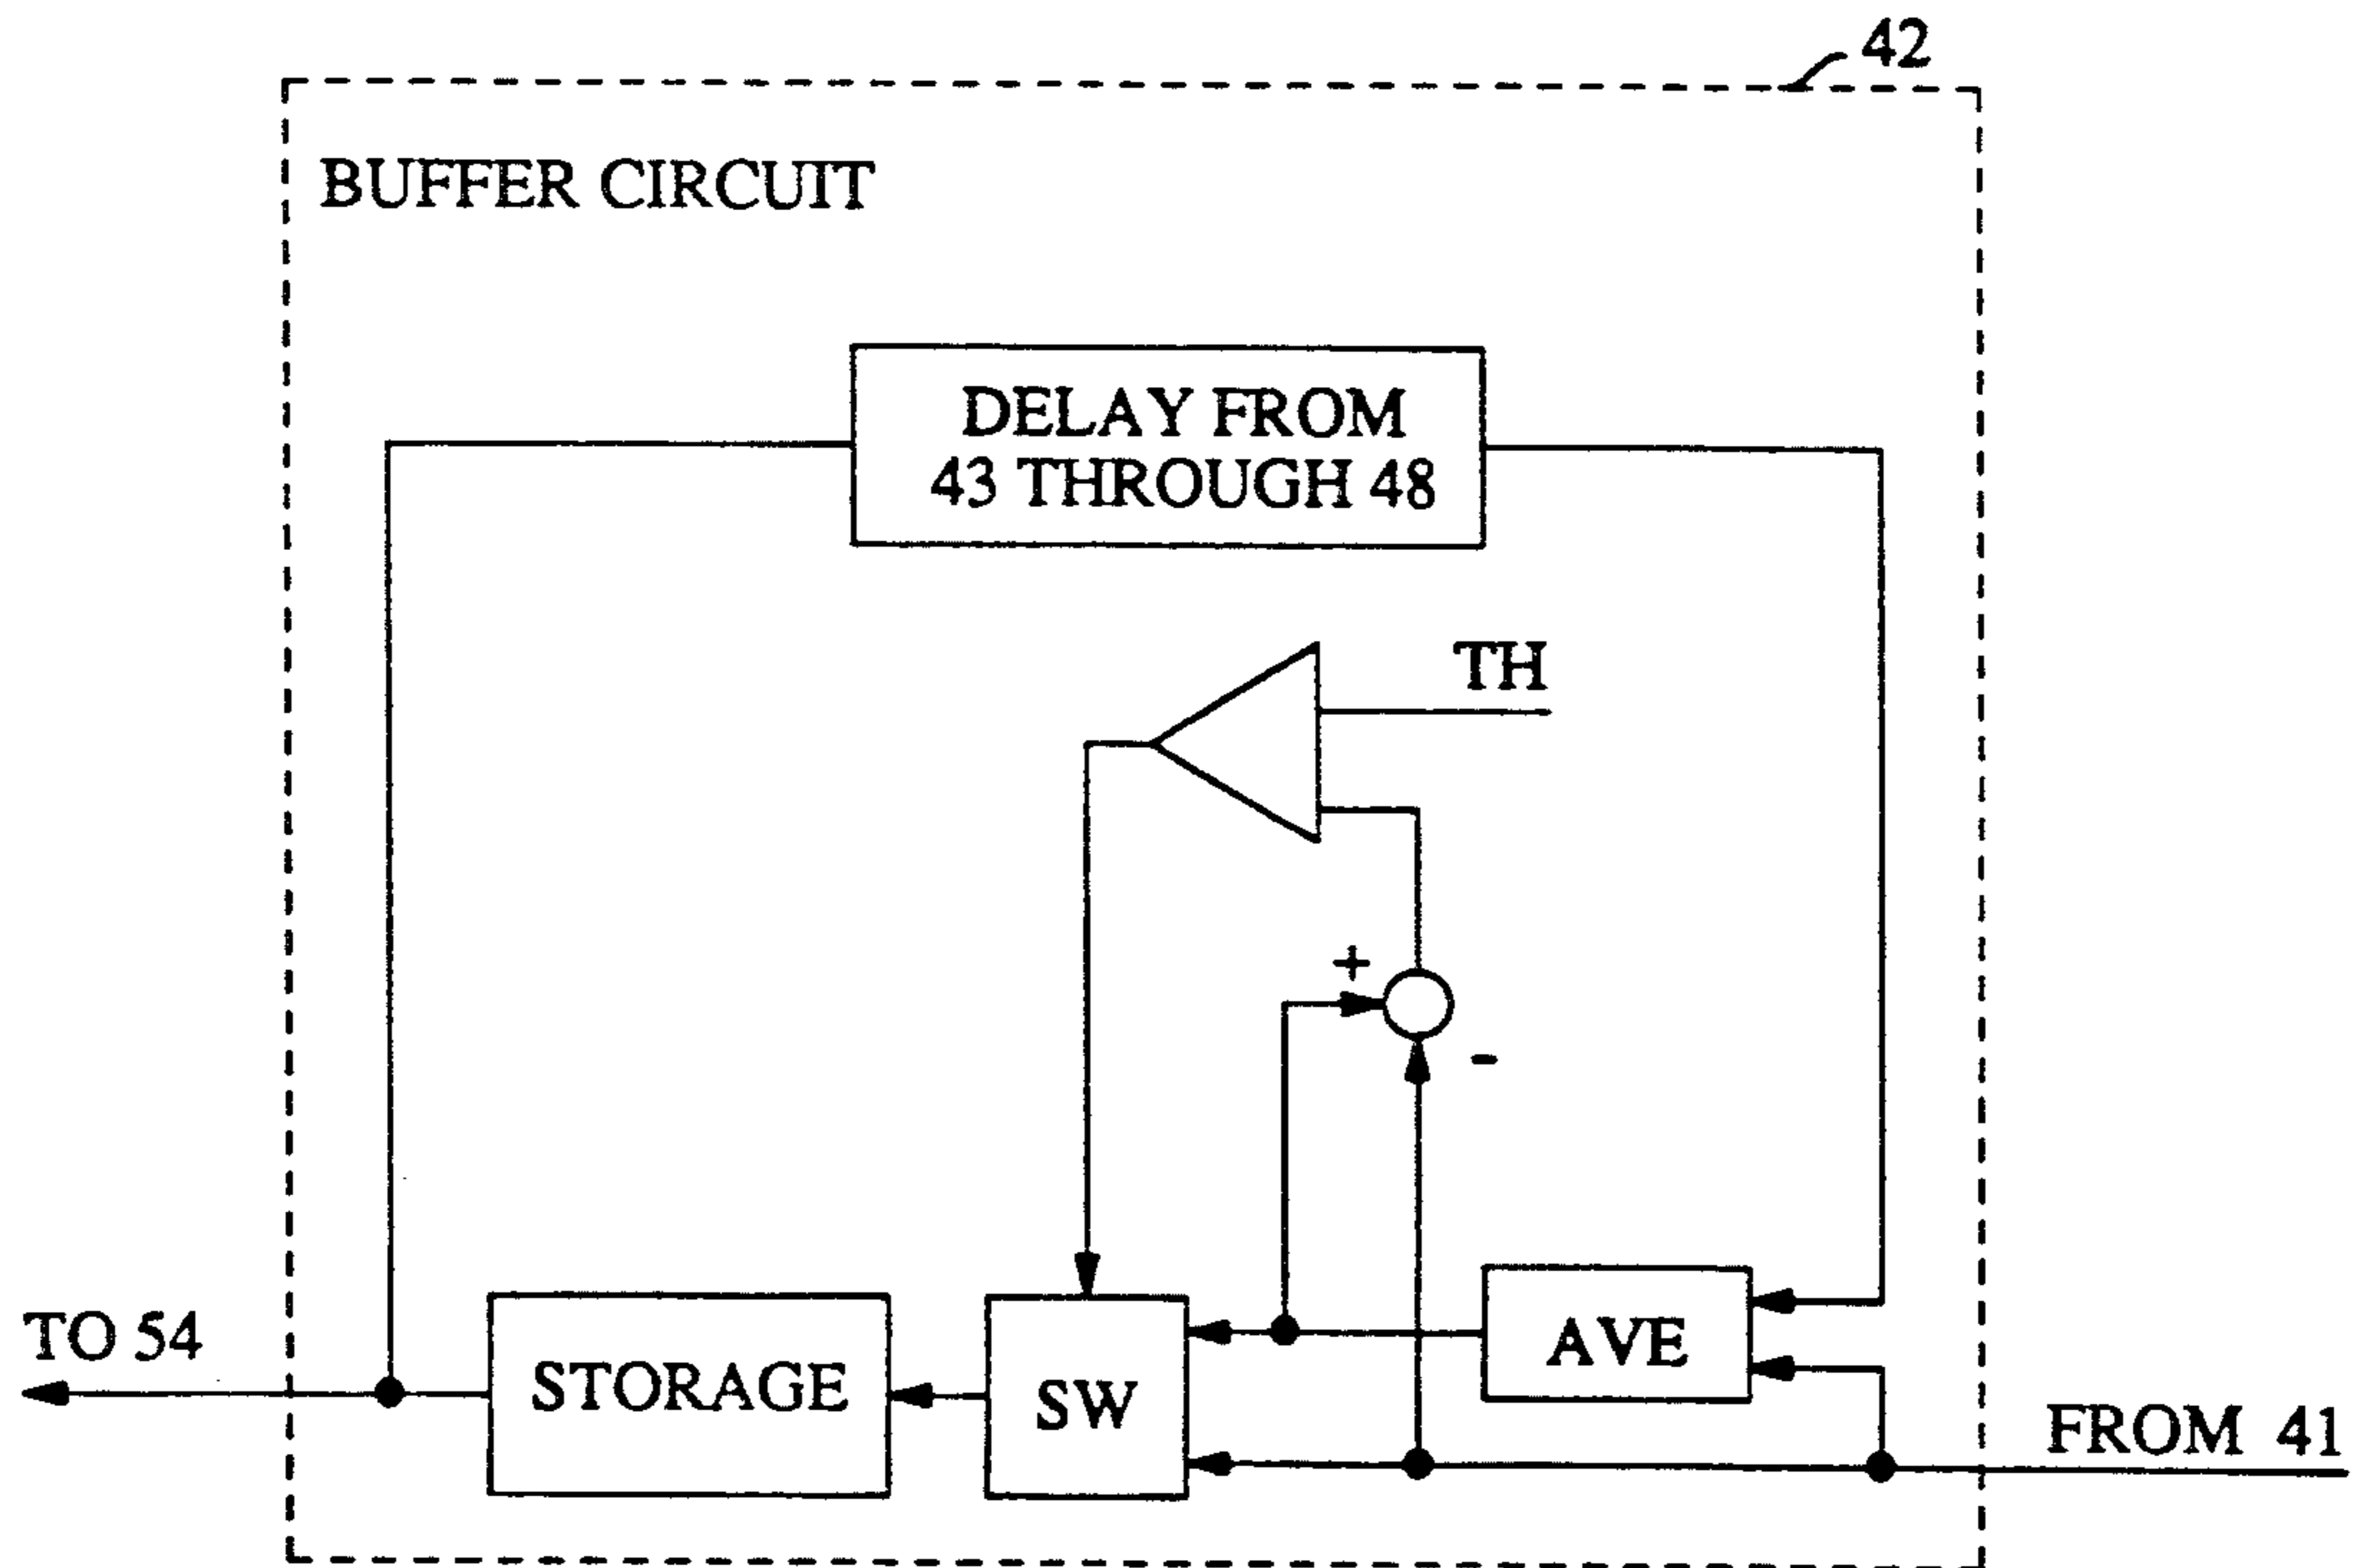 42
BUFFER CIRCUIT
DELAY FROM
43 THROUGH 48
TH
+
-
TO 54
STORAGE
SW
AVE
FROM 41